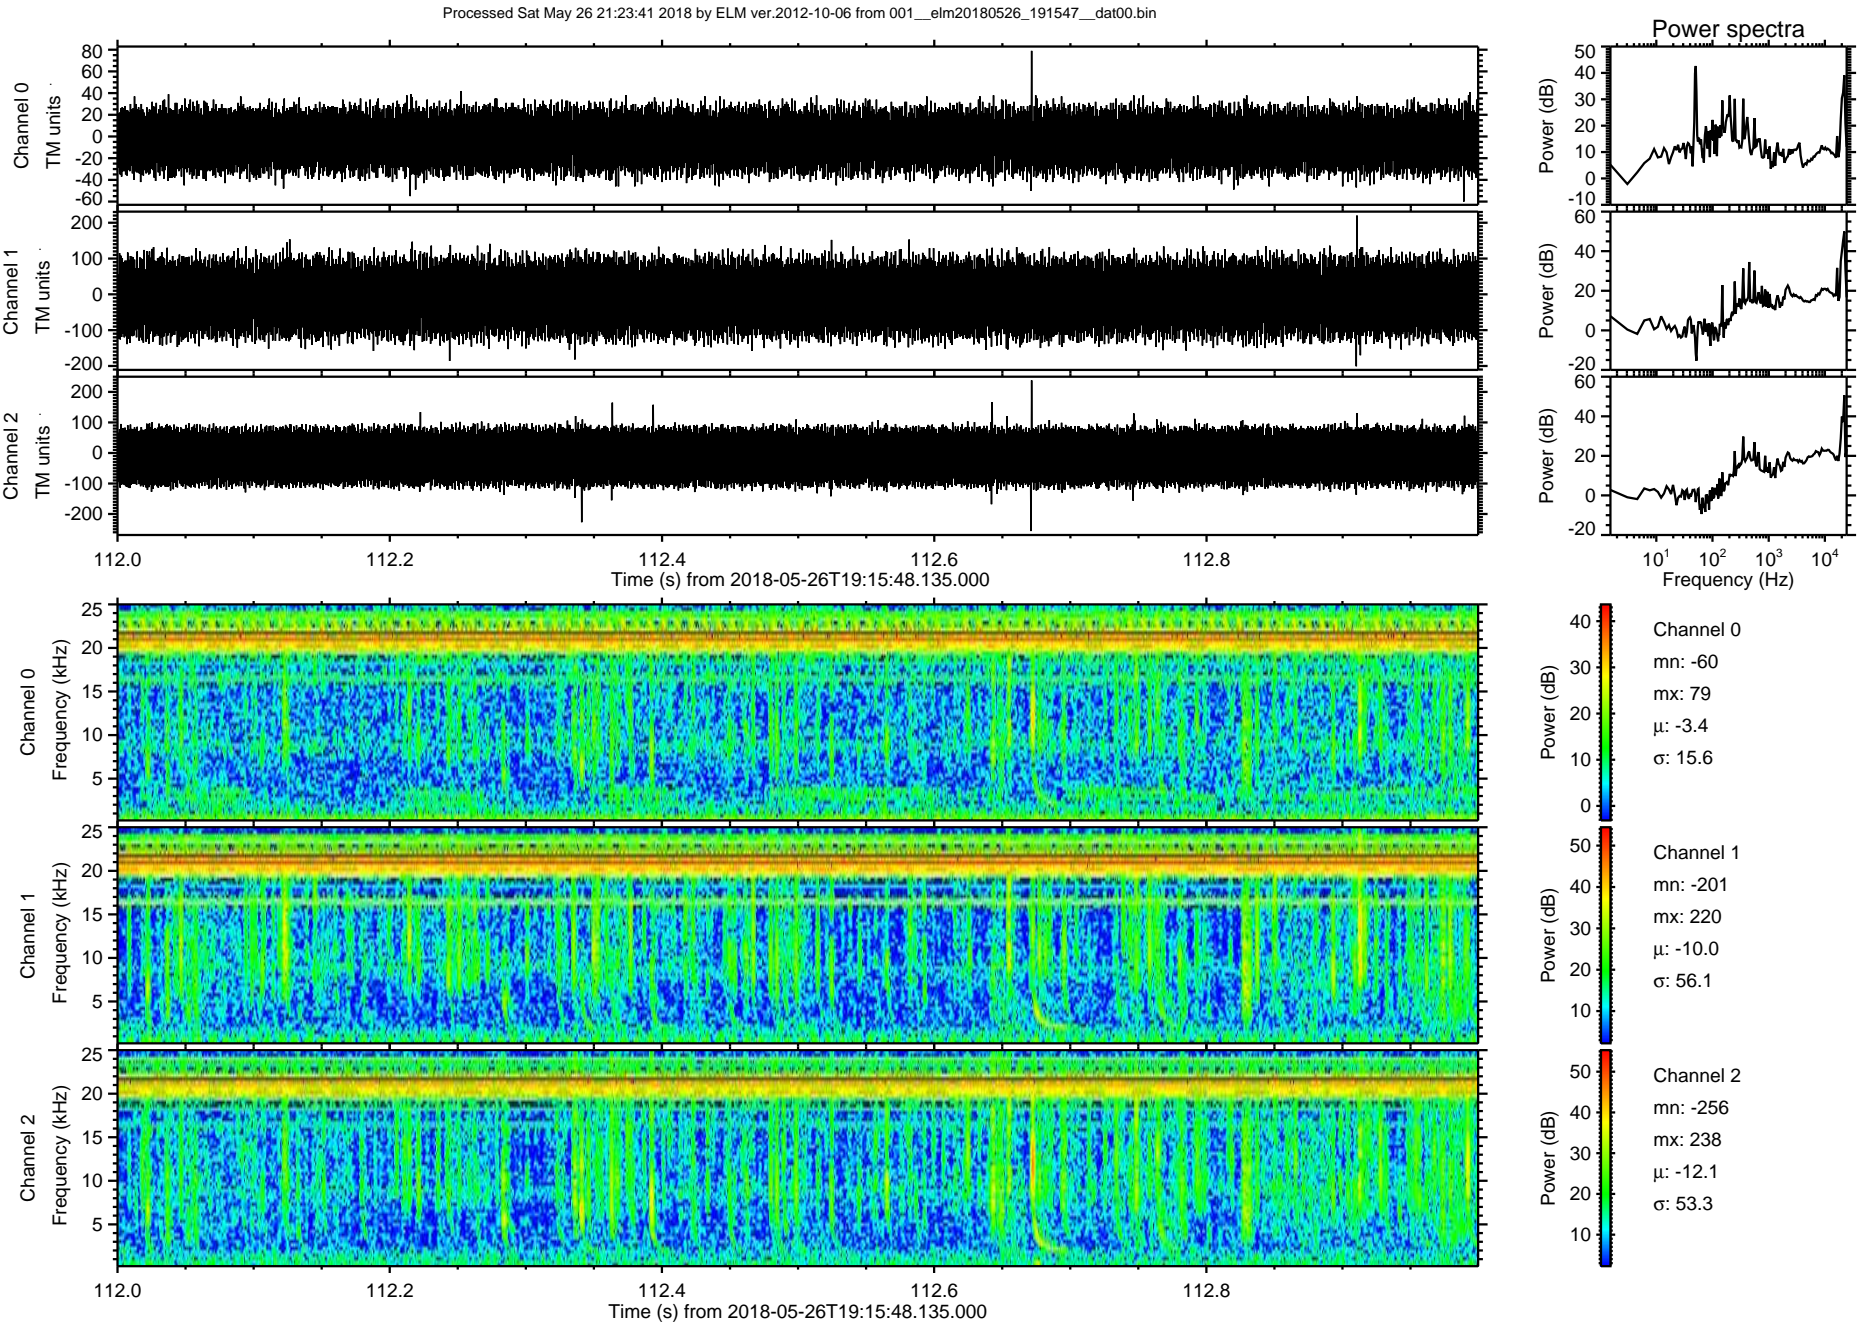 Processed Sat May 26 21:23:41 2018 by ELM ver.2012-10-06 from 001__elm20180526_191547__dat00.bin
Power spectra
Channel 0
TM units
80
60
40
20
0
-20
-40
-60
Power (dB)
50
40
30
20
10
0
-10
Channel 1
TM units
200
100
0
-100
-200
Power (dB)
60
40
20
0
-20
Channel 2
TM units
200
100
0
-100
-200
Power (dB)
60
40
20
0
-20
112.0 112.2 112.4 112.6 112.8
Time (s) from 2018-05-26T19:15:48.135.000
10^1 10^2 10^3 10^4
Frequency (Hz)
Channel 0
Frequency (kHz)
25
20
15
10
5
Power (dB)
40
30
20
10
0
Channel 0
mn: -60
mx: 79
µ: -3.4
σ: 15.6
Channel 1
Frequency (kHz)
25
20
15
10
5
Power (dB)
50
40
30
20
10
Channel 1
mn: -201
mx: 220
µ: -10.0
σ: 56.1
Channel 2
Frequency (kHz)
25
20
15
10
5
Power (dB)
50
40
30
20
10
Channel 2
mn: -256
mx: 238
µ: -12.1
σ: 53.3
112.0 112.2 112.4 112.6 112.8
Time (s) from 2018-05-26T19:15:48.135.000